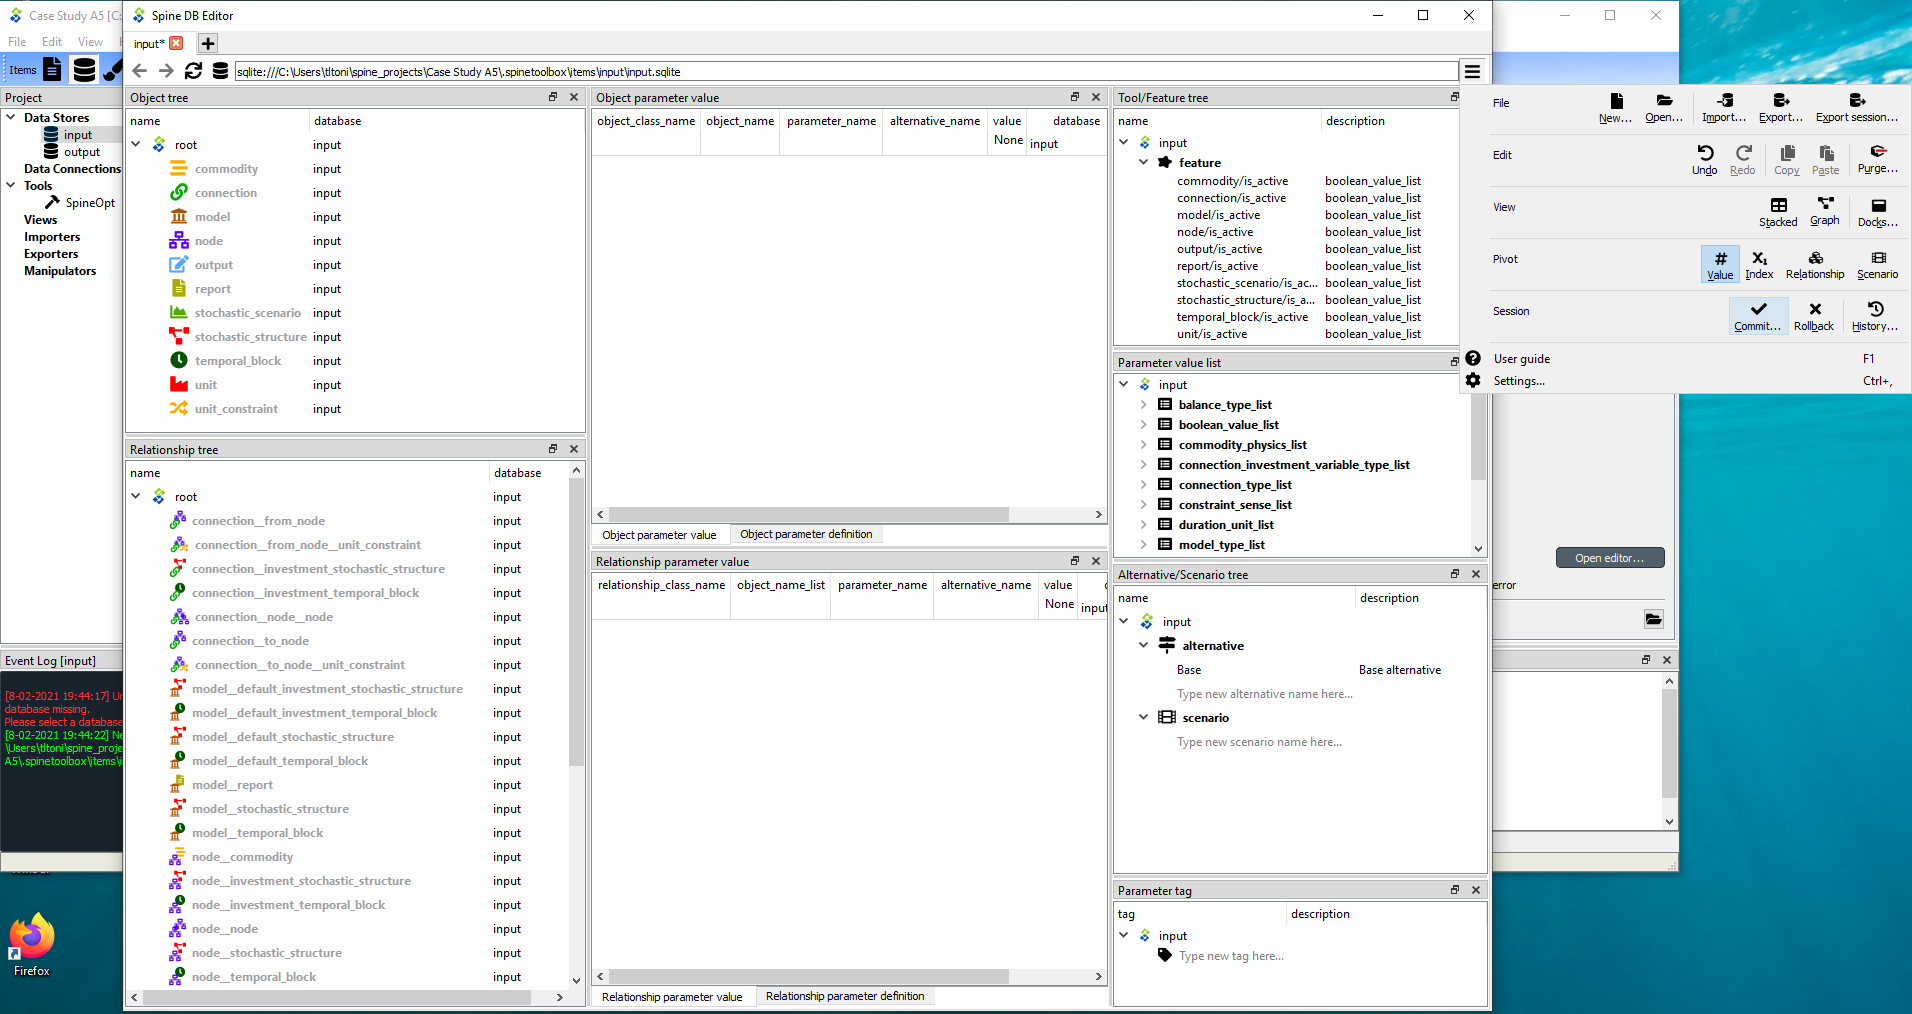 Case Study A5 [C:
File Edit View
Items
Project
Data Stores
input
output
Data Connections
Tools
SpineOpt
Views
Importers
Exporters
Manipulators
Event Log [input]
[8-02-2021 19:44:17]
database missing.
Please select a database
[8-02-2021 19:44:22]
A5\.spinetoolbox\items\
Firefox
Spine DB Editor
input*
sqlite:///C:\Users\tltoni\spine_projects\Case Study A5\.spinetoolbox\items\input\input.sqlite
Object tree
name database
root input
commodity input
connection input
model input
node input
output input
report input
stochastic_scenario input
stochastic_structure input
temporal_block input
unit input
unit_constraint input
Relationship tree
name database
root input
connection__from_node input
connection__from_node__unit_constraint input
connection__investment_stochastic_structure input
connection__investment_temporal_block input
connection__node__node input
connection__to_node input
connection__to_node__unit_constraint input
model__default_investment_stochastic_structure input
model__default_investment_temporal_block input
model__default_stochastic_structure input
model__default_temporal_block input
model__report input
model__stochastic_structure input
model__temporal_block input
node__commodity input
node__investment_stochastic_structure input
node__investment_temporal_block input
node__node input
node__stochastic_structure input
node__temporal_block input
Object parameter value
object_class_name object_name parameter_name alternative_name value database
None input
Object parameter value Object parameter definition
Relationship parameter value
relationship_class_name object_name_list parameter_name alternative_name value
None input
Relationship parameter value Relationship parameter definition
Tool/Feature tree
name description
input
feature
commodity/is_active boolean_value_list
connection/is_active boolean_value_list
model/is_active boolean_value_list
node/is_active boolean_value_list
output/is_active boolean_value_list
report/is_active boolean_value_list
stochastic_scenario/is_ac... boolean_value_list
stochastic_structure/is_a... boolean_value_list
temporal_block/is_active boolean_value_list
unit/is_active boolean_value_list
Parameter value list
input
balance_type_list
boolean_value_list
commodity_physics_list
connection_investment_variable_type_list
connection_type_list
constraint_sense_list
duration_unit_list
model_type_list
Alternative/Scenario tree
name description
input
alternative
Base Base alternative
Type new alternative name here...
scenario
Type new scenario name here...
Parameter tag
tag description
input
Type new tag here...
File New... Open... Import... Export... Export session...
Edit Undo Redo Copy Paste Purge...
View Stacked Graph Docks...
Pivot Value Index Relationship Scenario
Session Commit... Rollback History...
User guide F1
Settings... Ctrl+,
Open editor...
error